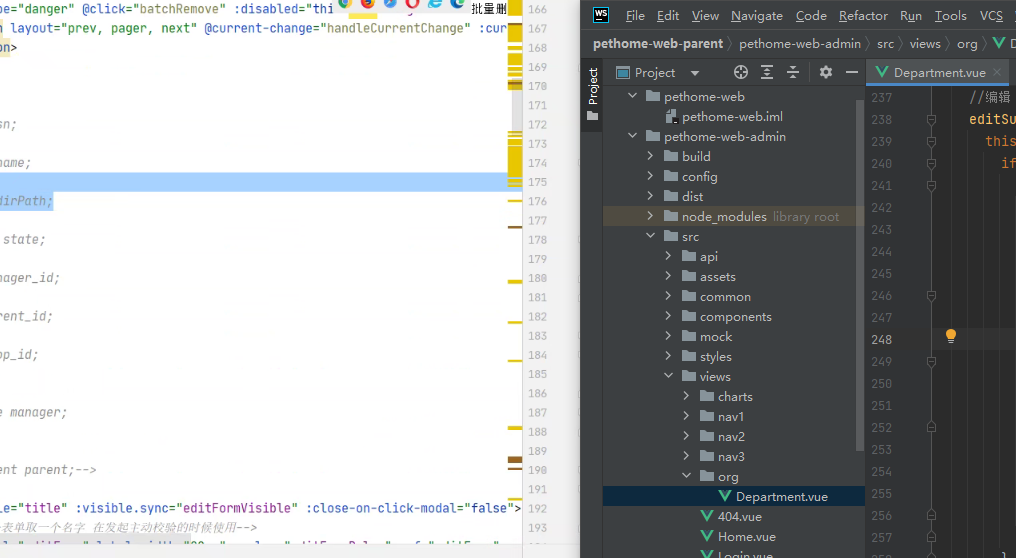 pe="danger" @click="batchRemove" :disabled="thi
批量删
n layout="prev, pager, next" @current-change="handleCurrentChange" :cur
on>
sn;
name;
dirPath;
state;
nager_id;
rent_id;
op_id;
e manager;
ent parent;-->
le="title" :visible.sync="editFormVisible" :close-on-click-modal="false">
表单取一个名字 在发起主动校验的时候使用-->
166
167
168
169
170
171
172
173
174
175
176
177
178
179
180
181
182
183
184
185
186
187
188
189
190
191
192
193
WS File Edit View Navigate Code Refactor Run Tools VCS
pethome-web-parent pethome-web-admin src views org D
Project
Project
Department.vue
pethome-web
pethome-web.iml
pethome-web-admin
build
config
dist
node_modules library root
src
api
assets
common
components
mock
styles
views
charts
nav1
nav2
nav3
org
Department.vue
404.vue
Home.vue
Login.vue
237 //编辑
238 editSu
239 this
240 if
241
242
243
244
245
246
247
248
249
250
251
252
253
254
255
256
257
}